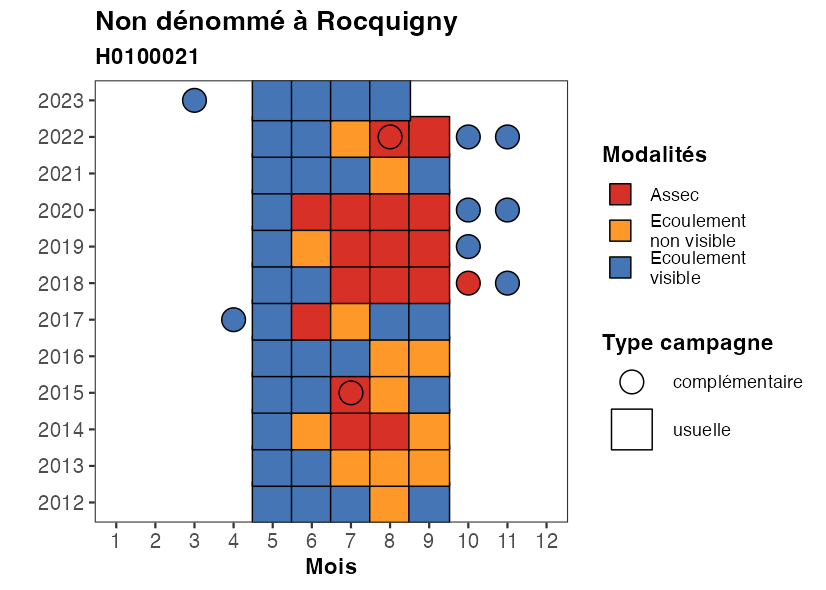 Non dénommé à Rocquigny
H0100021
2023
2022
2021
2020
2019
2018
2017
2016
2015
2014
2013
2012
1 2 3 4 5 6 7 8 9 10 11 12
Mois
Modalités
Assec
Ecoulement
non visible
Ecoulement
visible
Type campagne
complémentaire
usuelle